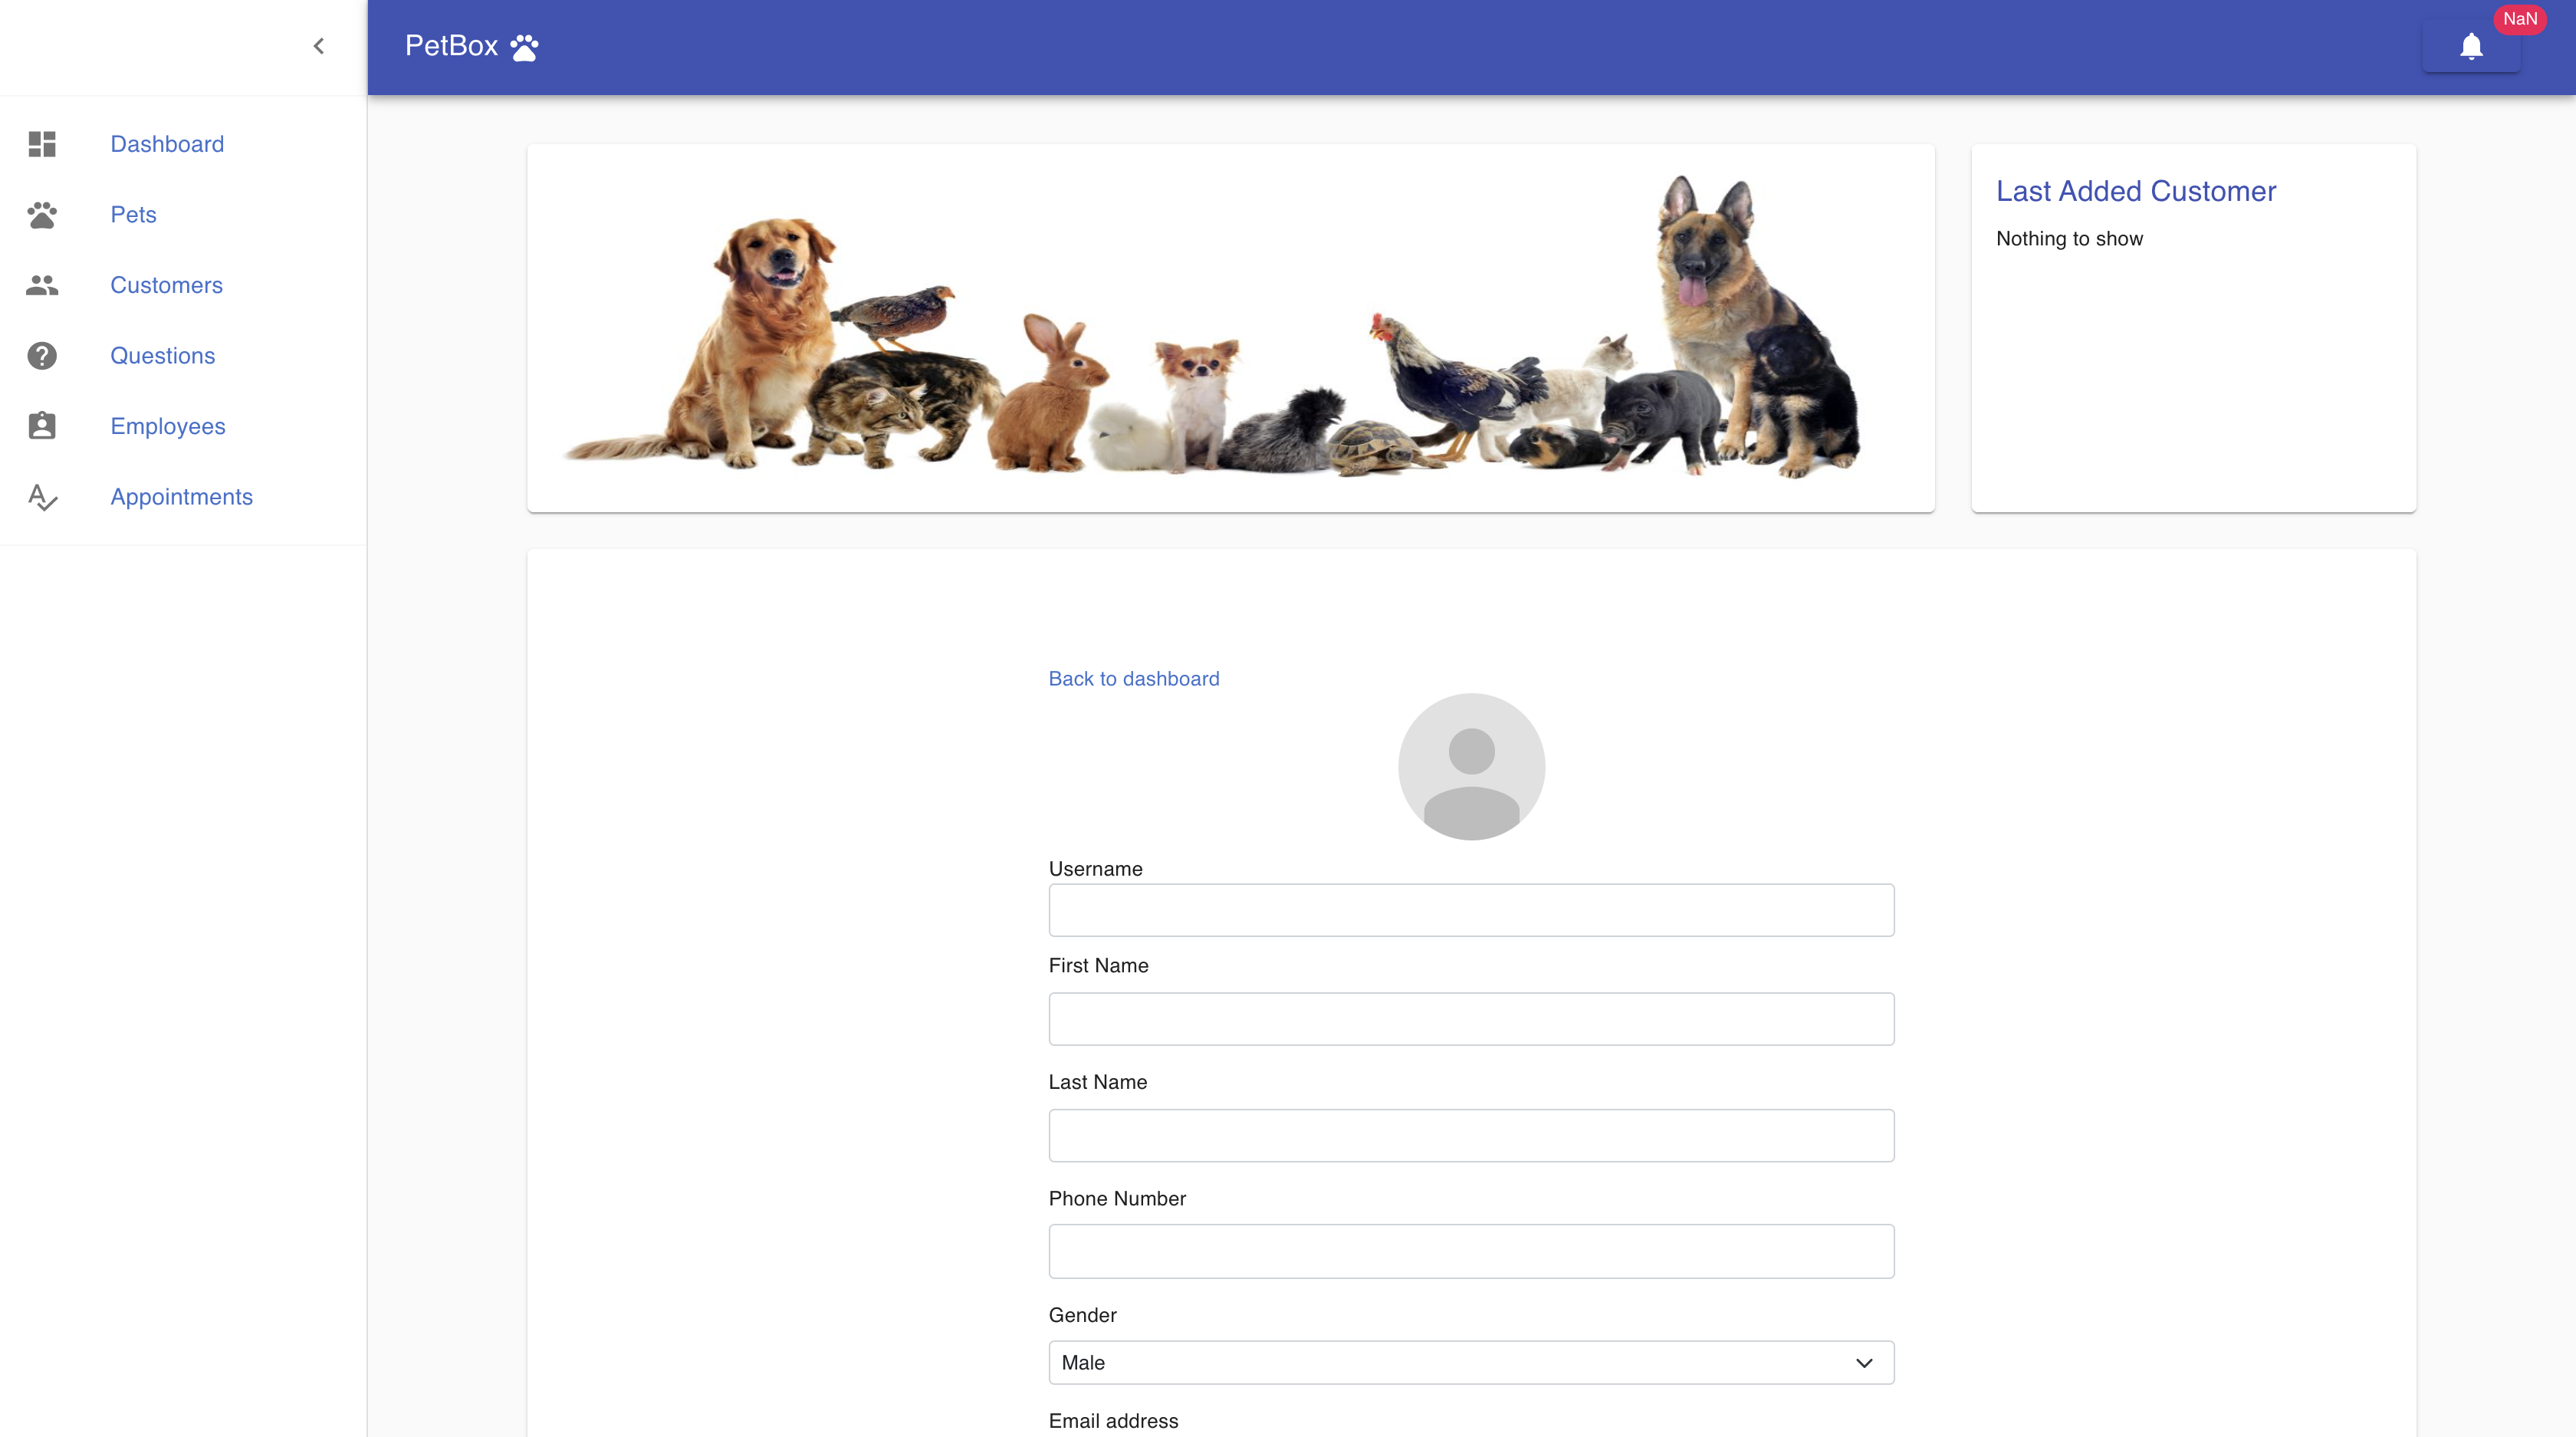 PetBox
NaN
Dashboard
Pets
Customers
Questions
Employees
Appointments
Last Added Customer
Nothing to show
Back to dashboard
Username
First Name
Last Name
Phone Number
Gender
Male
Email address